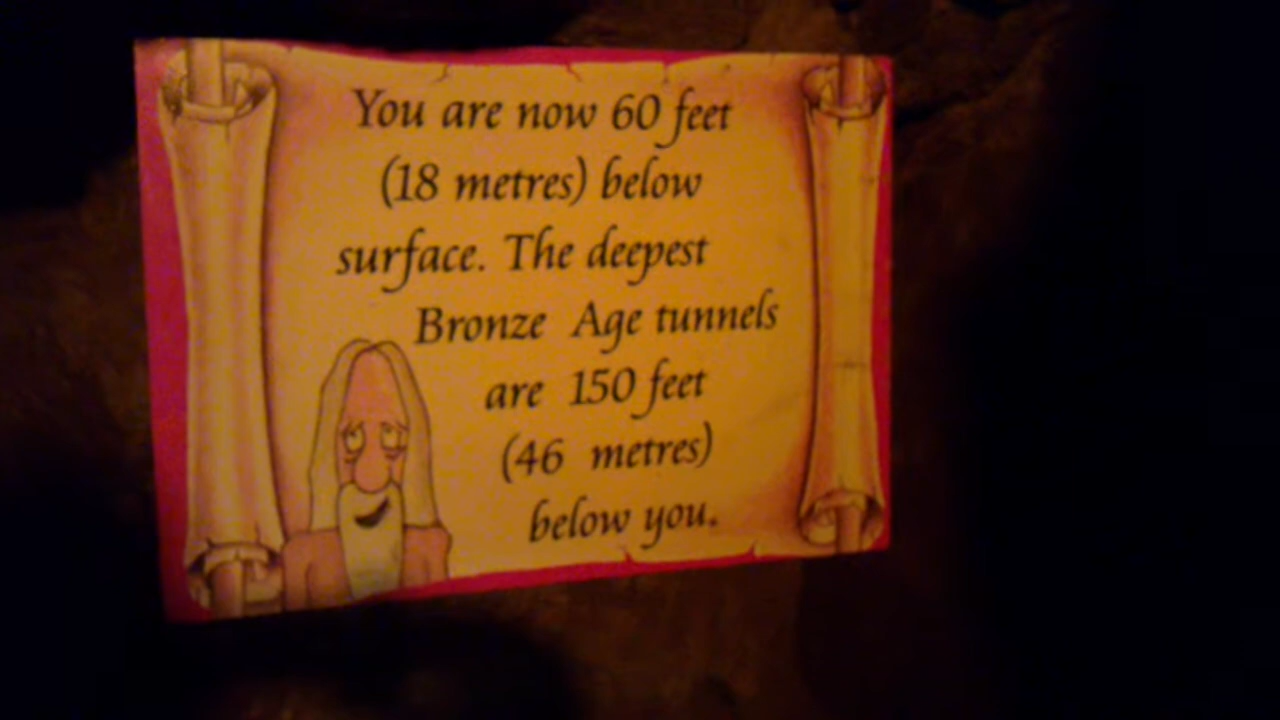 You are now 60 feet
(18 metres) below
surface. The deepest
Bronze Age tunnels
are 150 feet
(46 metres)
below you.